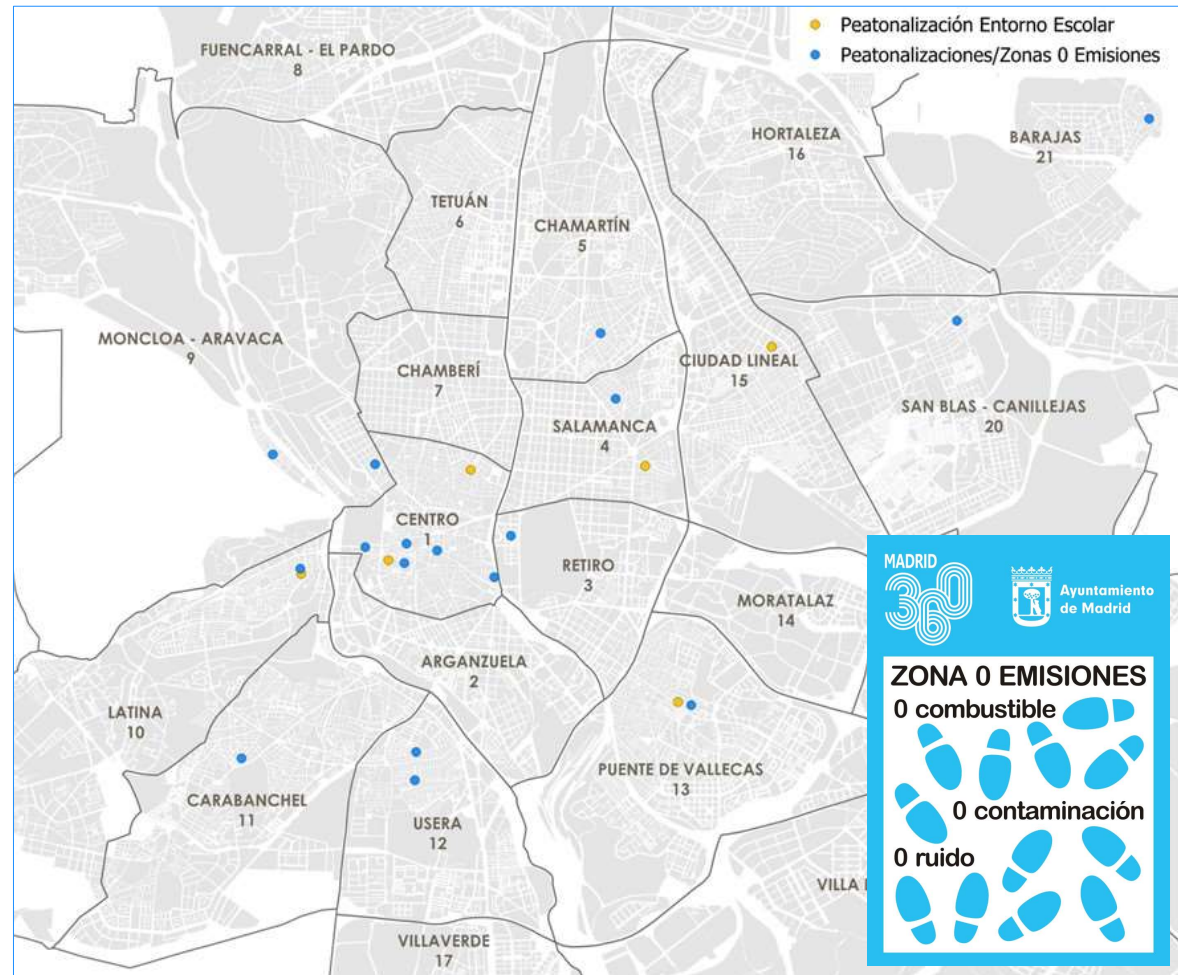 Peatonalización Entorno Escolar
Peatonalizaciones/Zonas 0 Emisiones
FUENCARRAL - EL PARDO
8
HORTALEZA
16
BARAJAS
21
TETUÁN
6
CHAMARTÍN
5
MONCLOA - ARAVACA
9
CHAMBERÍ
7
CIUDAD LINEAL
15
SALAMANCA
4
SAN BLAS - CANILLEJAS
20
CENTRO
1
RETIRO
3
MORATALAZ
14
ARGANZUELA
2
LATINA
10
CARABANCHEL
11
USERA
12
PUENTE DE VALLECAS
13
VILLA
VILLAVERDE
17
MADRID
360
Ayuntamiento
de Madrid
ZONA 0 EMISIONES
0 combustible
0 contaminación
0 ruido